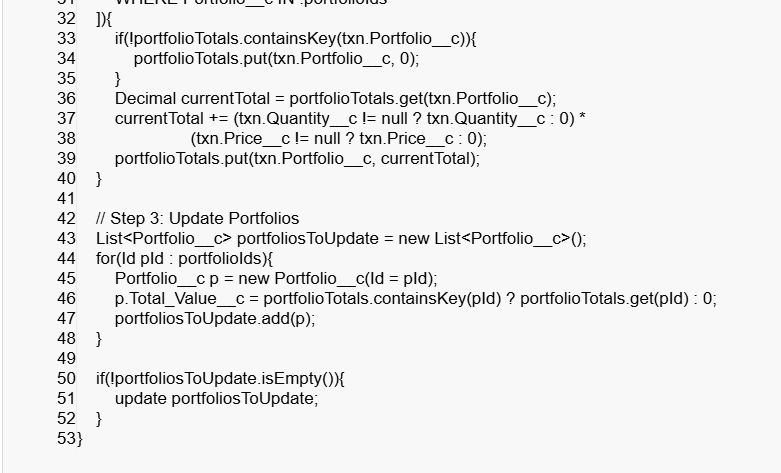 31 WHERE Portfolio__c IN :portfolioIds
32 ]){
33 if(!portfolioTotals.containsKey(txn.Portfolio__c)){
34 portfolioTotals.put(txn.Portfolio__c, 0);
35 }
36 Decimal currentTotal = portfolioTotals.get(txn.Portfolio__c);
37 currentTotal += (txn.Quantity__c != null ? txn.Quantity__c : 0) *
38 (txn.Price__c != null ? txn.Price__c : 0);
39 portfolioTotals.put(txn.Portfolio__c, currentTotal);
40 }
41
42 // Step 3: Update Portfolios
43 List<Portfolio__c> portfoliosToUpdate = new List<Portfolio__c>();
44 for(Id pId : portfolioIds){
45 Portfolio__c p = new Portfolio__c(Id = pId);
46 p.Total_Value__c = portfolioTotals.containsKey(pId) ? portfolioTotals.get(pId) : 0;
47 portfoliosToUpdate.add(p);
48 }
49
50 if(!portfoliosToUpdate.isEmpty()){
51 update portfoliosToUpdate;
52 }
53}